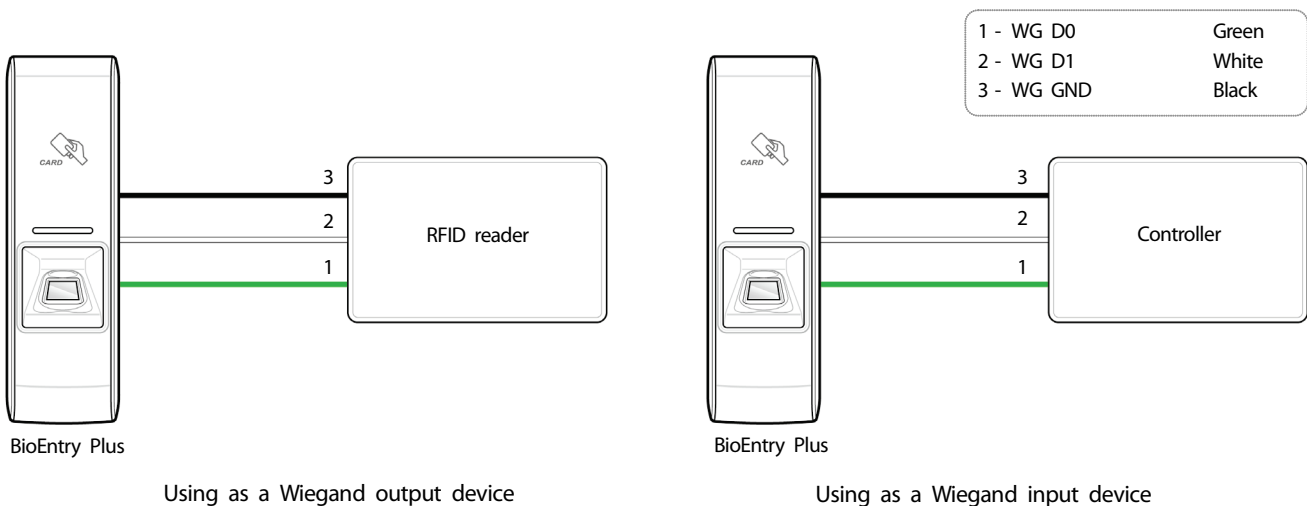 1 - WG D0 Green
2 - WG D1 White
3 - WG GND Black
CARD
3
2
1
RFID reader
BioEntry Plus
Using as a Wiegand output device
CARD
3
2
1
Controller
BioEntry Plus
Using as a Wiegand input device